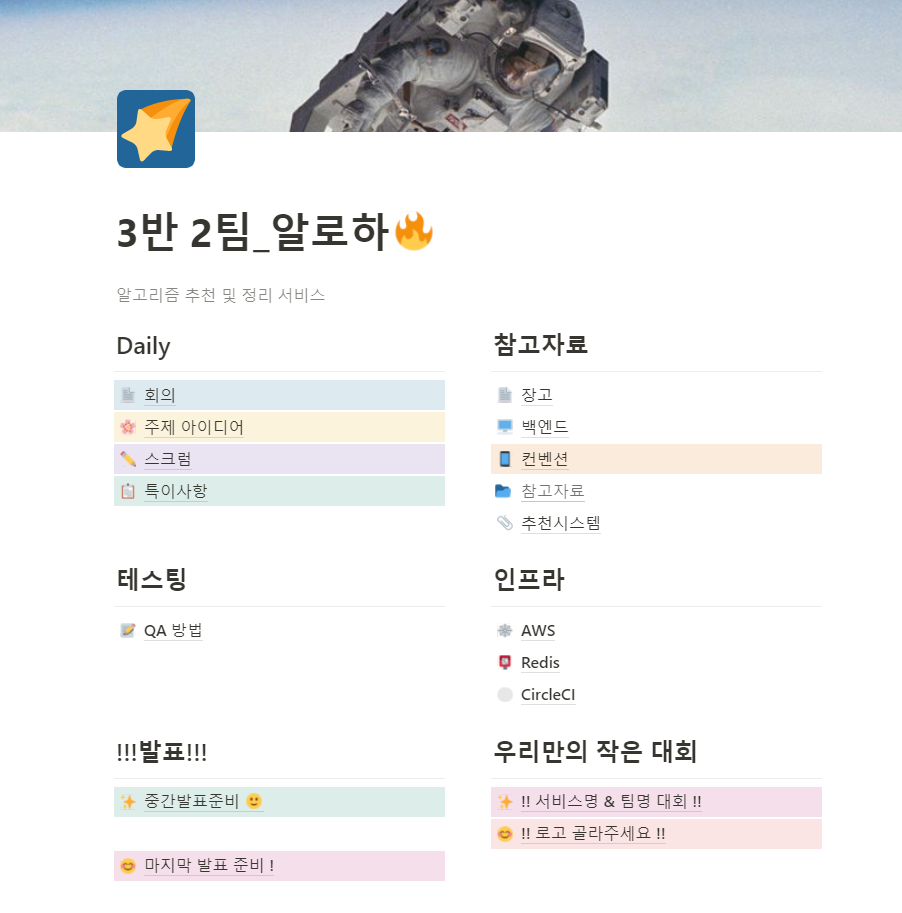 3반 2팀_알로하🔥
알고리즘 추천 및 정리 서비스
Daily
회의
주제 아이디어
스크럼
특이사항
참고자료
장고
백엔드
컨벤션
참고자료
추천시스템
테스팅
QA 방법
인프라
AWS
Redis
CircleCI
!!!발표!!!
중간발표준비 🙂
마지막 발표 준비 !
우리만의 작은 대회
!! 서비스명 & 팀명 대회 !!
!! 로고 골라주세요 !!